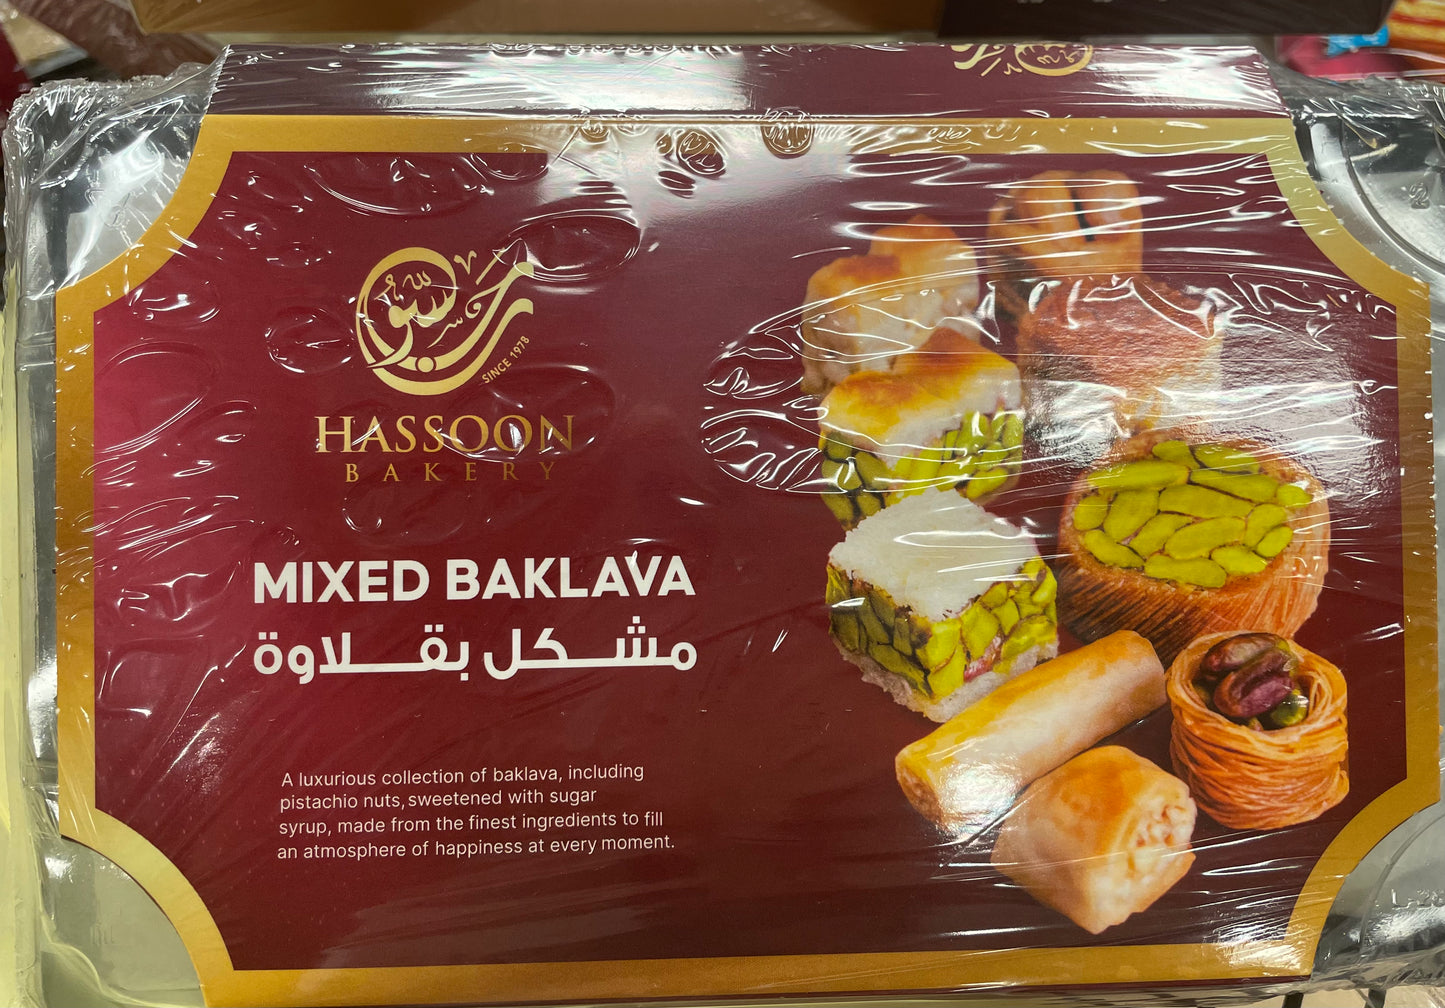 حسون
SINCE 1978
HASSOON
BAKERY
MIXED BAKLAVA
مشكل بقلاوة
A luxurious collection of baklava, including
pistachio nuts, sweetened with sugar
syrup, made from the finest ingredients to fill
an atmosphere of happiness at every moment.